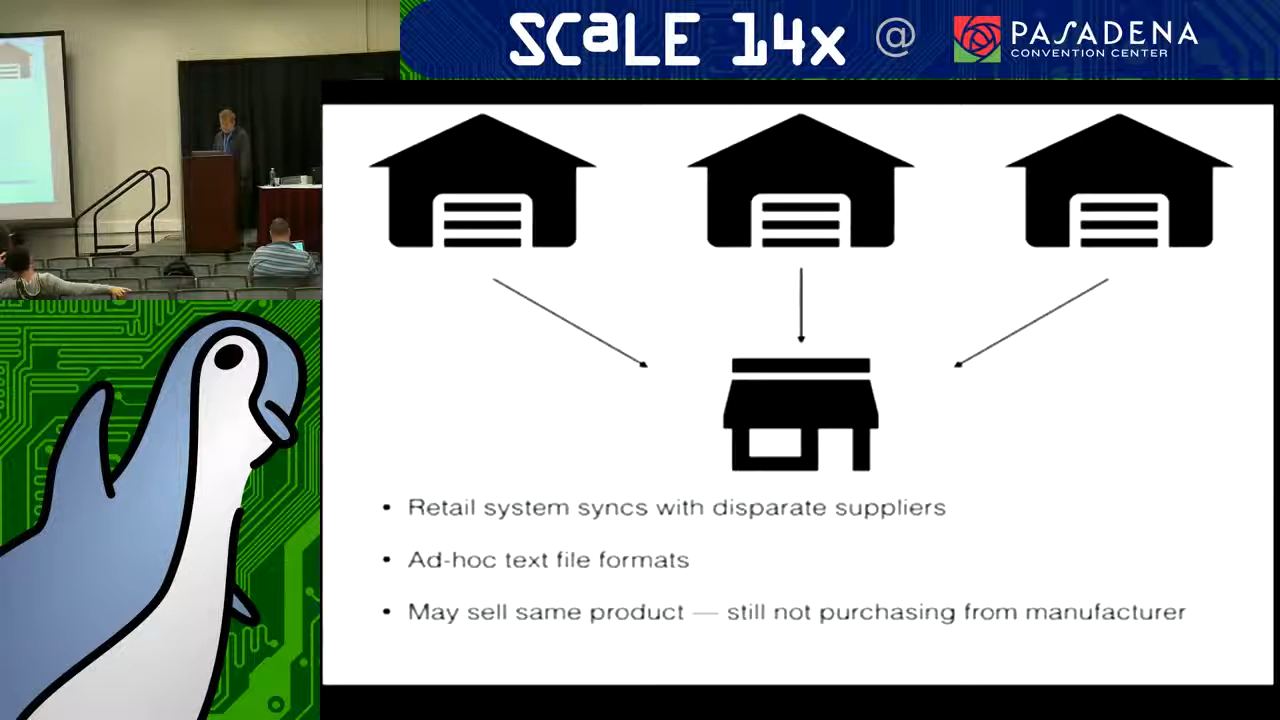 SCALE 14x @ PASADENA
CONVENTION CENTER
• Retail system syncs with disparate suppliers
• Ad-hoc text file formats
• May sell same product — still not purchasing from manufacturer